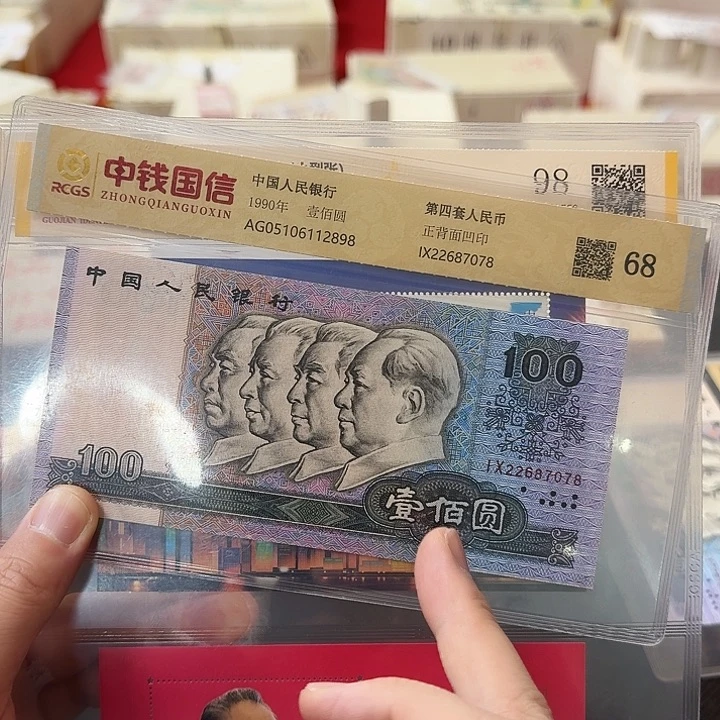 98
RCGS
中钱国信
ZHONGQIANGUOXIN
中国人民银行
1990年 壹佰圆
AG05106112898
第四套人民币
正背面凹印
IX22687078
68
中国人民银行
100
IX22687078
100
壹佰圆
100